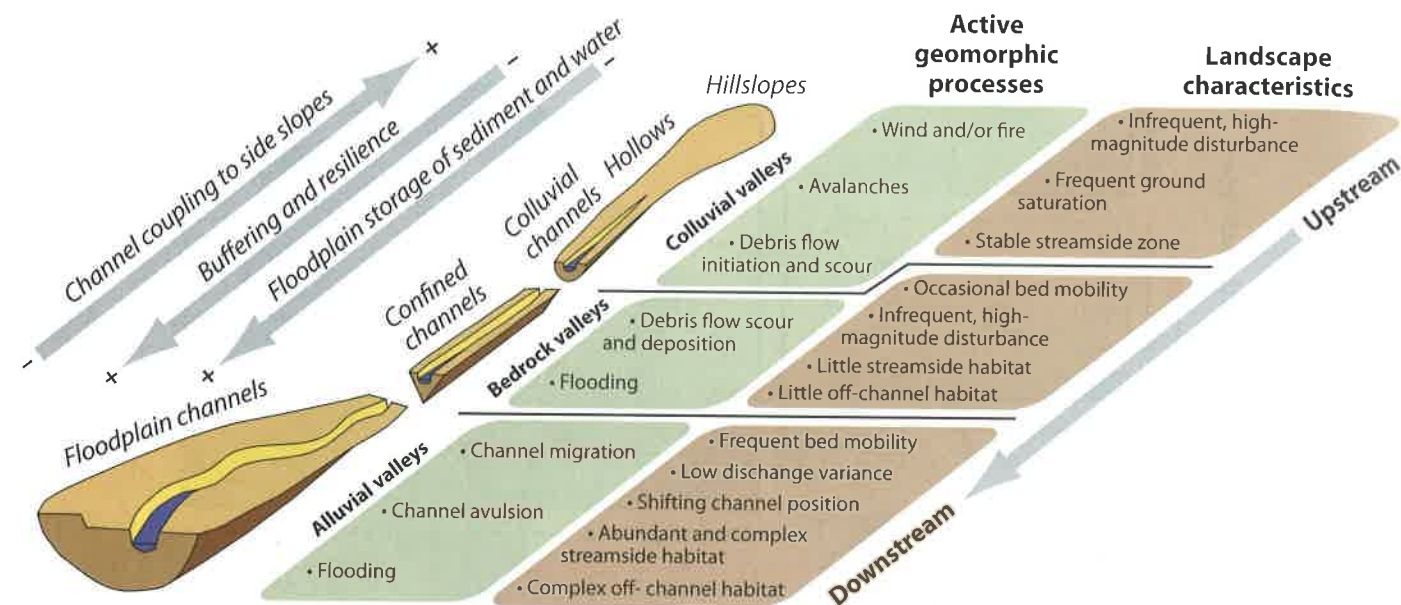 Active
geomorphic
processes
Landscape
characteristics
+
−
−
Channel coupling to side slopes
Buffering and resilience
Floodplain storage of sediment and water
−
+
+
Hillslopes
Hollows
Colluvial
channels
Confined
channels
Floodplain channels
Colluvial valleys
• Wind and/or fire
• Avalanches
• Debris flow
initiation and scour
• Infrequent, high-
magnitude disturbance
• Frequent ground
saturation
• Stable streamside zone
Upstream
Bedrock valleys
• Debris flow scour
and deposition
• Flooding
• Occasional bed mobility
• Infrequent, high-
magnitude disturbance
• Little streamside habitat
• Little off-channel habitat
Alluvial valleys
• Channel migration
• Channel avulsion
• Flooding
• Frequent bed mobility
• Low discharge variance
• Shifting channel position
• Abundant and complex
streamside habitat
• Complex off- channel habitat
Downstream